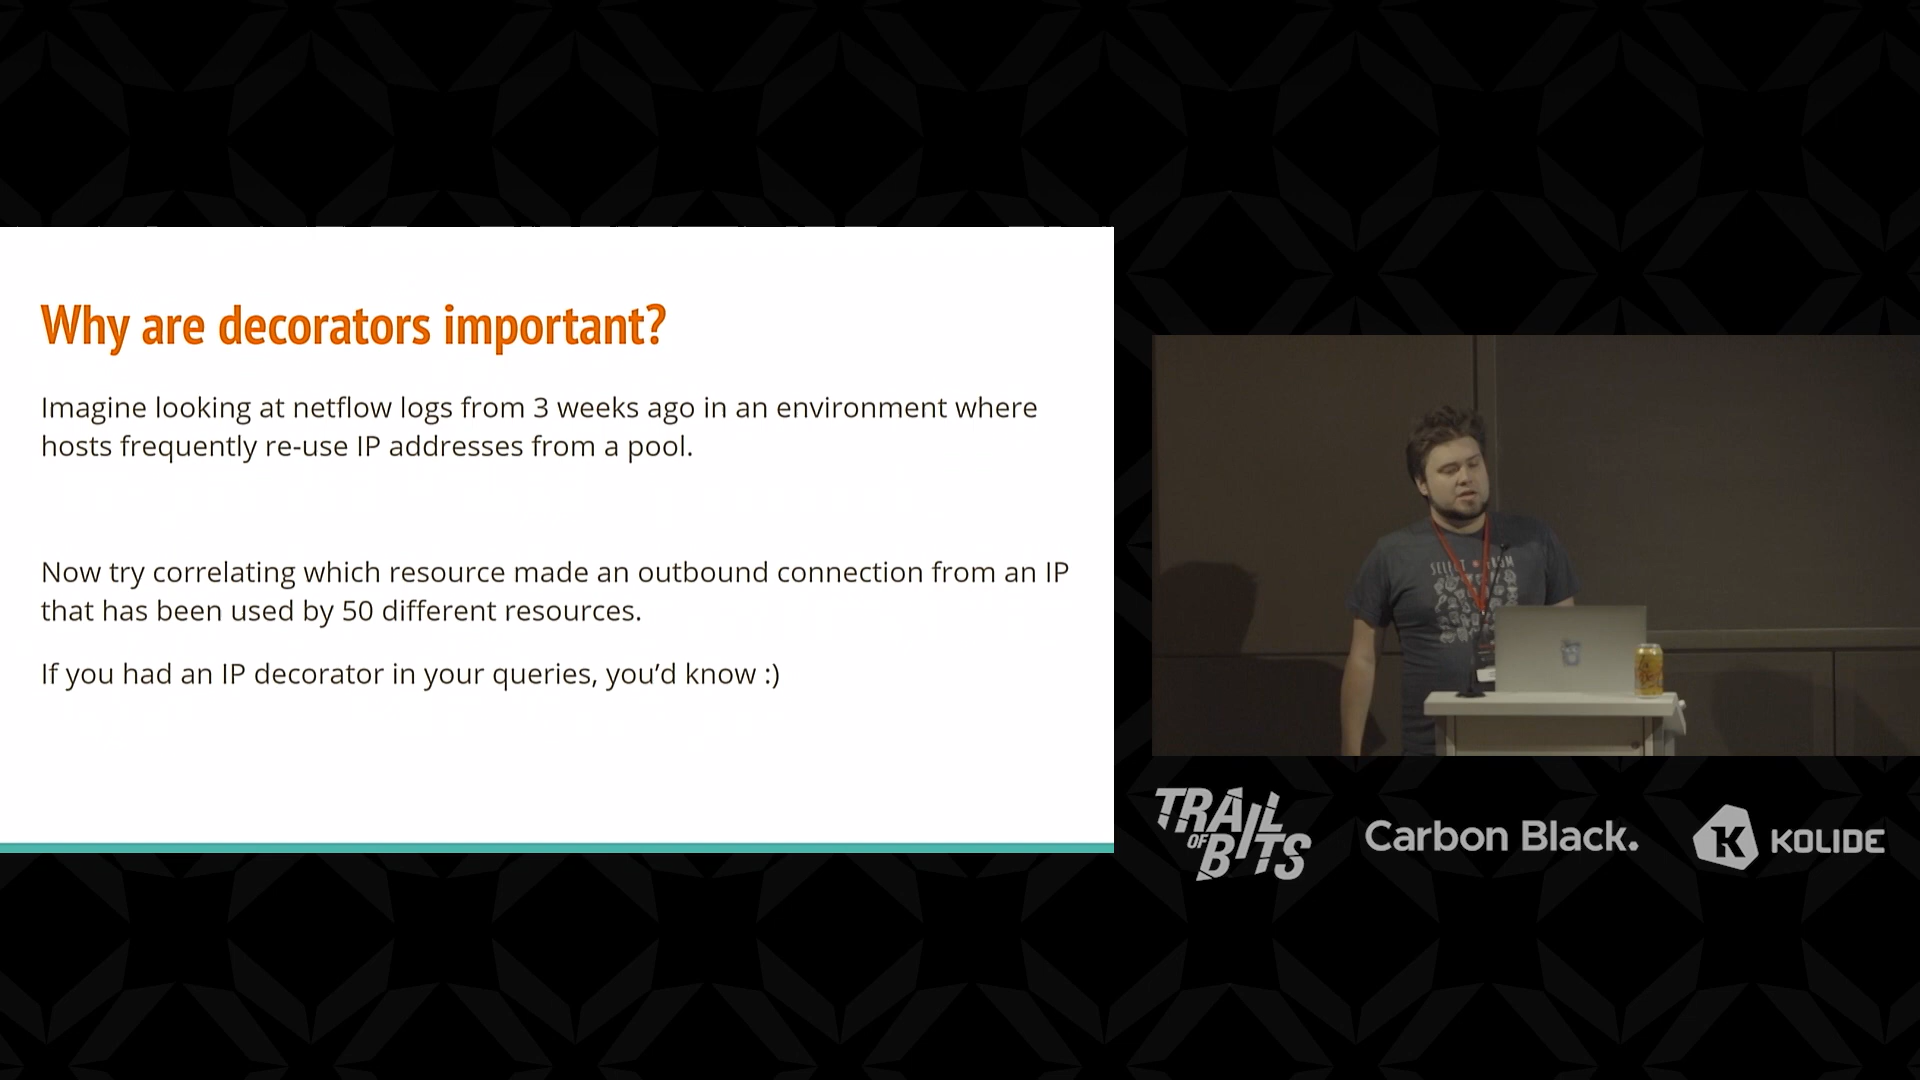 Why are decorators important?
Imagine looking at netflow logs from 3 weeks ago in an environment where
hosts frequently re-use IP addresses from a pool.
Now try correlating which resource made an outbound connection from an IP
that has been used by 50 different resources.
If you had an IP decorator in your queries, you’d know :)
TRAIL
OF
BITS
Carbon Black.
K KOLIDE